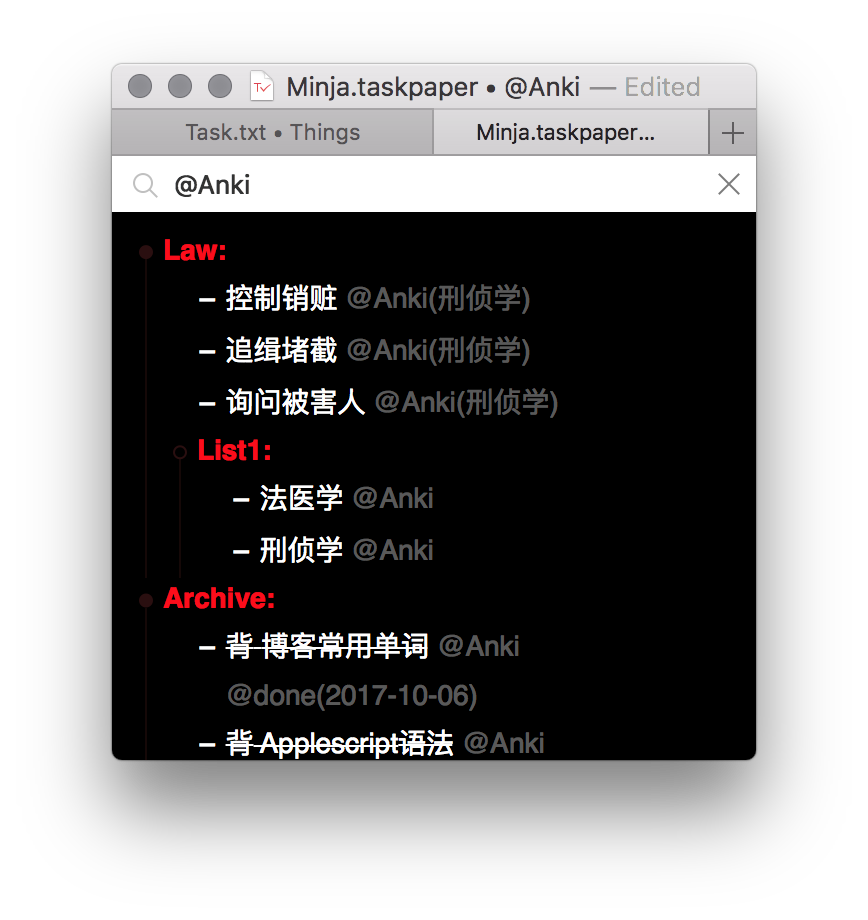 Minja.taskpaper • @Anki — Edited
Task.txt • Things
Minja.taskpaper...
@Anki
Law:
– 控制销赃 @Anki(刑侦学)
– 追缉堵截 @Anki(刑侦学)
– 询问被害人 @Anki(刑侦学)
List1:
– 法医学 @Anki
– 刑侦学 @Anki
Archive:
– 背 博客常用单词 @Anki
@done(2017-10-06)
– 背 Applescript语法 @Anki